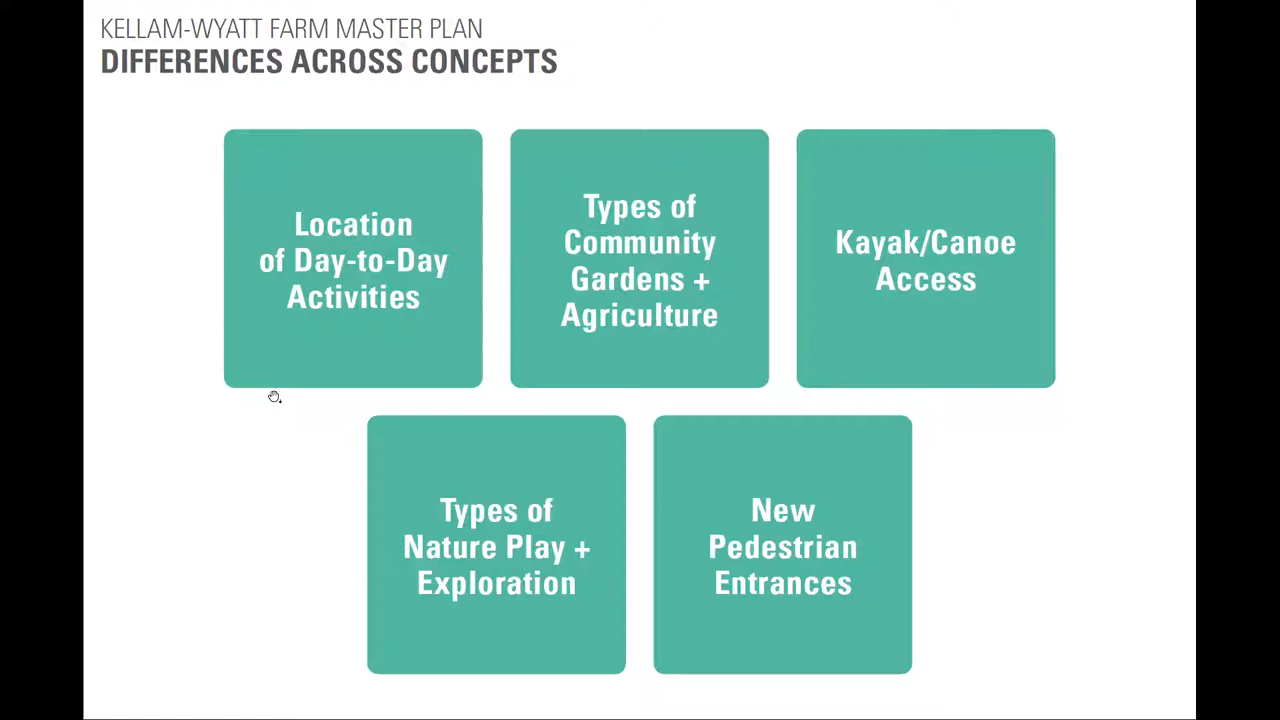 KELLAM-WYATT FARM MASTER PLAN
DIFFERENCES ACROSS CONCEPTS
Location
of Day-to-Day
Activities
Types of
Community
Gardens +
Agriculture
Kayak/Canoe
Access
Types of
Nature Play +
Exploration
New
Pedestrian
Entrances